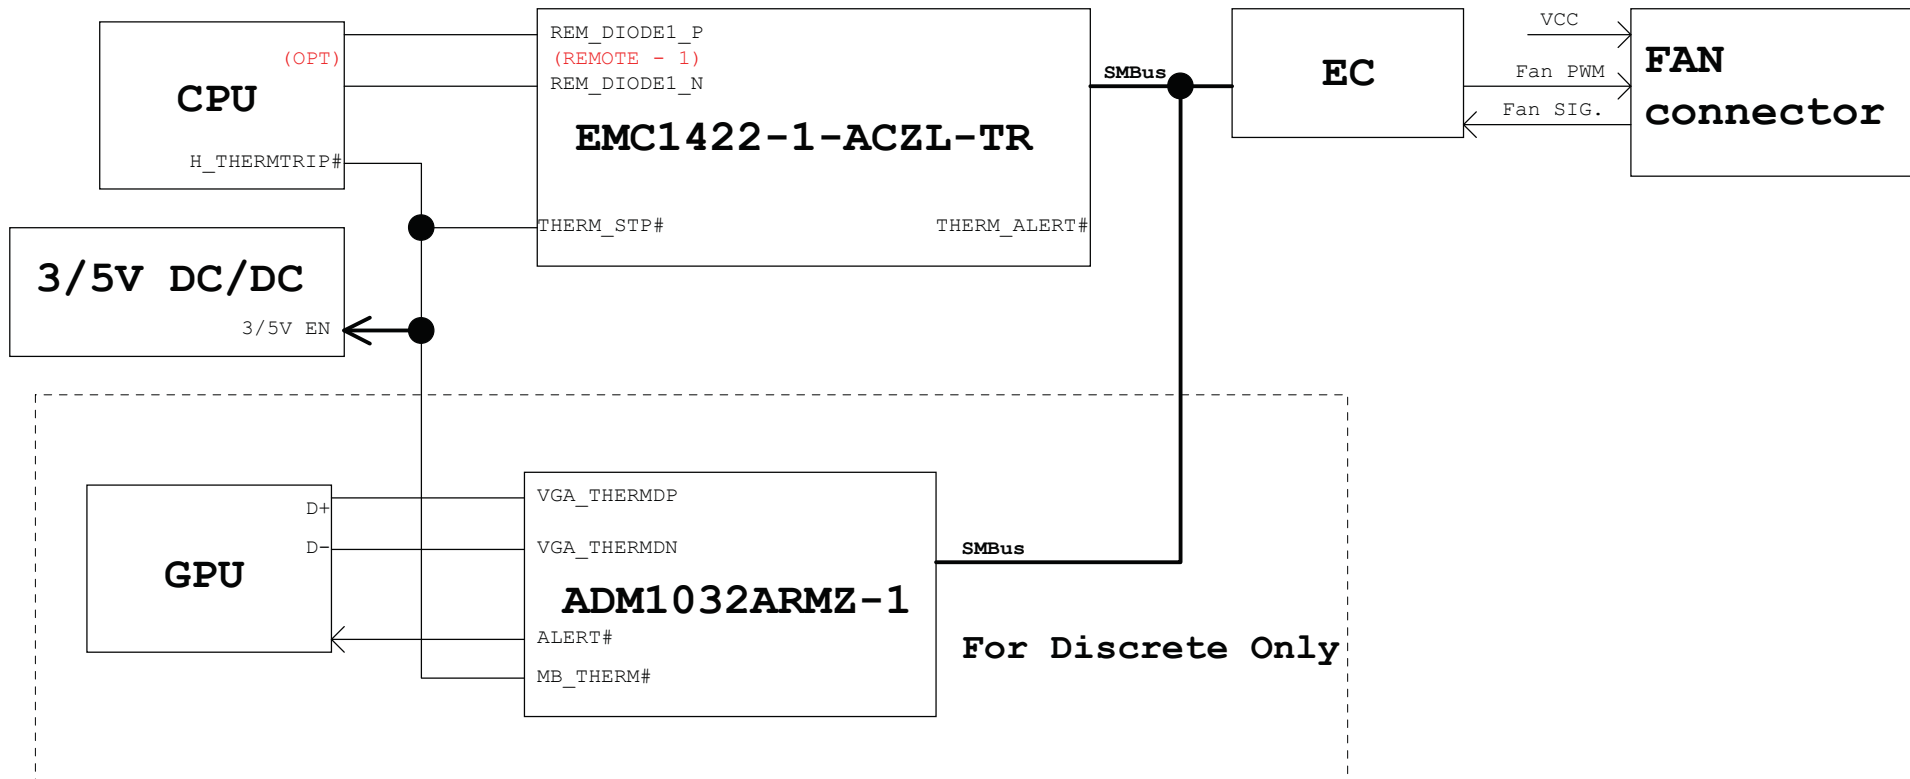 REM_DIODE1_P
(OPT)
(REMOTE - 1)
REM_DIODE1_N
CPU
EMC1422-1-ACZL-TR
H_THERMTRIP#
THERM_STP#
THERM_ALERT#
SMBus
EC
VCC
Fan PWM
Fan SIG.
FAN
connector
3/5V DC/DC
3/5V EN
D+
D-
GPU
VGA_THERMDP
VGA_THERMDN
ADM1032ARMZ-1
ALERT#
MB_THERM#
SMBus
For Discrete Only